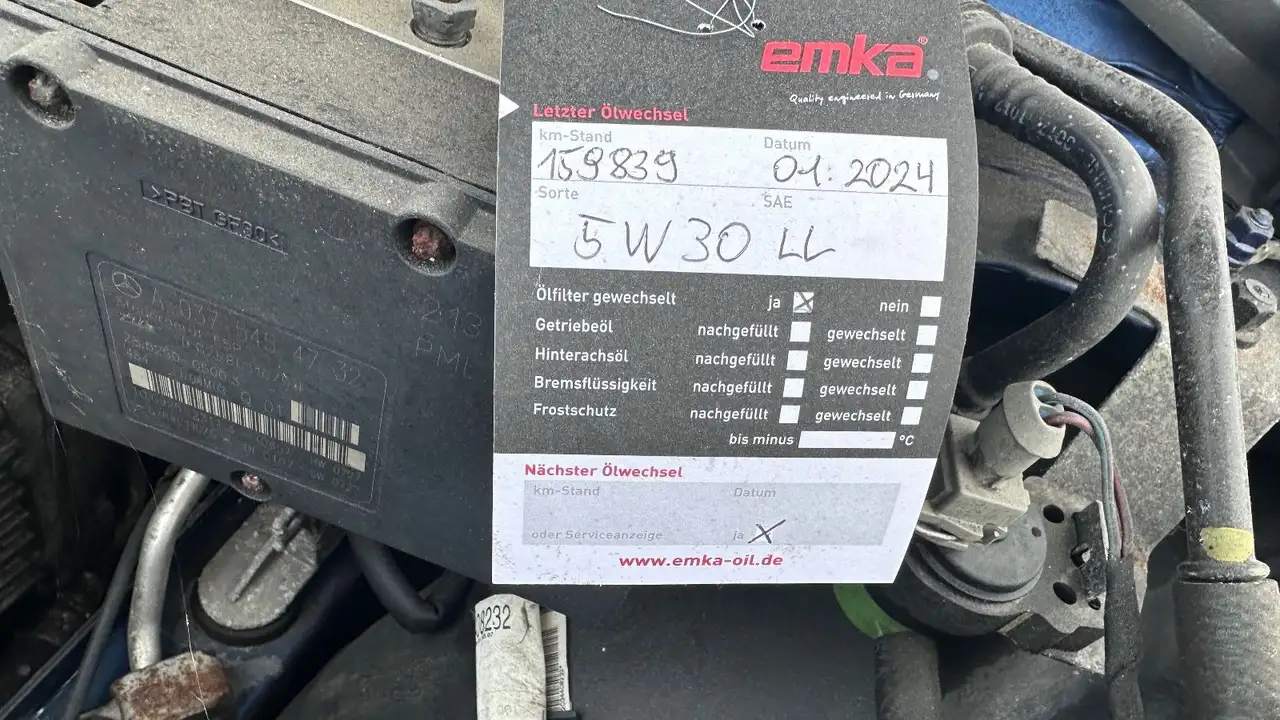 emka
Quality engineered in Germany
Letzter Ölwechsel
km-Stand Datum
159839 01.2024
Sorte SAE
5W30 LL
Ölfilter gewechselt ja nein
Getriebeöl nachgefüllt gewechselt
Hinterachsöl nachgefüllt gewechselt
Bremsflüssigkeit nachgefüllt gewechselt
Frostschutz nachgefüllt gewechselt
bis minus °C
Nächster Ölwechsel
km-Stand Datum
oder Serviceanzeige ja
www.emka-oil.de
213
PML